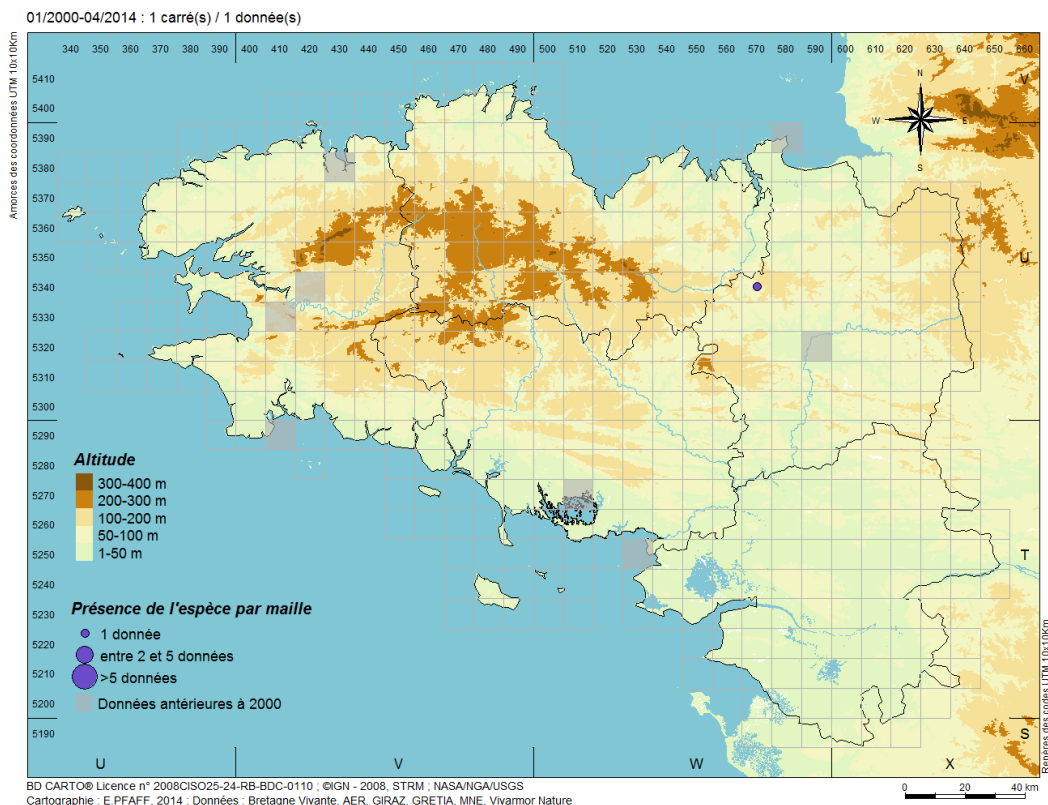 01/2000-04/2014 : 1 carré(s) / 1 donnée(s)
Amorces des coordonnées UTM 10x10Km
340 350 360 370 380 390 400 410 420 430 440 450 460 470 480 490 500 510 520 530 540 550 560 570 580 590 600 610 620 630 640 650 660
5410
5400
5390
5380
5370
5360
5350
5340
5330
5320
5310
5300
5290
5280
5270
5260
5250
5240
5230
5220
5210
5200
5190
N
W E
S
V
U
T
S
Altitude
300-400 m
200-300 m
100-200 m
50-100 m
1-50 m
Présence de l'espèce par maille
1 donnée
entre 2 et 5 données
>5 données
Données antérieures à 2000
U V W X
Repères des codes UTM 10x10Km
BD CARTO® Licence n° 2008CISO25-24-RB-BDC-0110 ; ©IGN - 2008, STRM ; NASA/NGA/USGS
Cartographie : E.PFAFF, 2014 ; Données : Bretagne Vivante, AER, GIRAZ, GRETIA, MNE, Vivarmor Nature
0 20 40 km